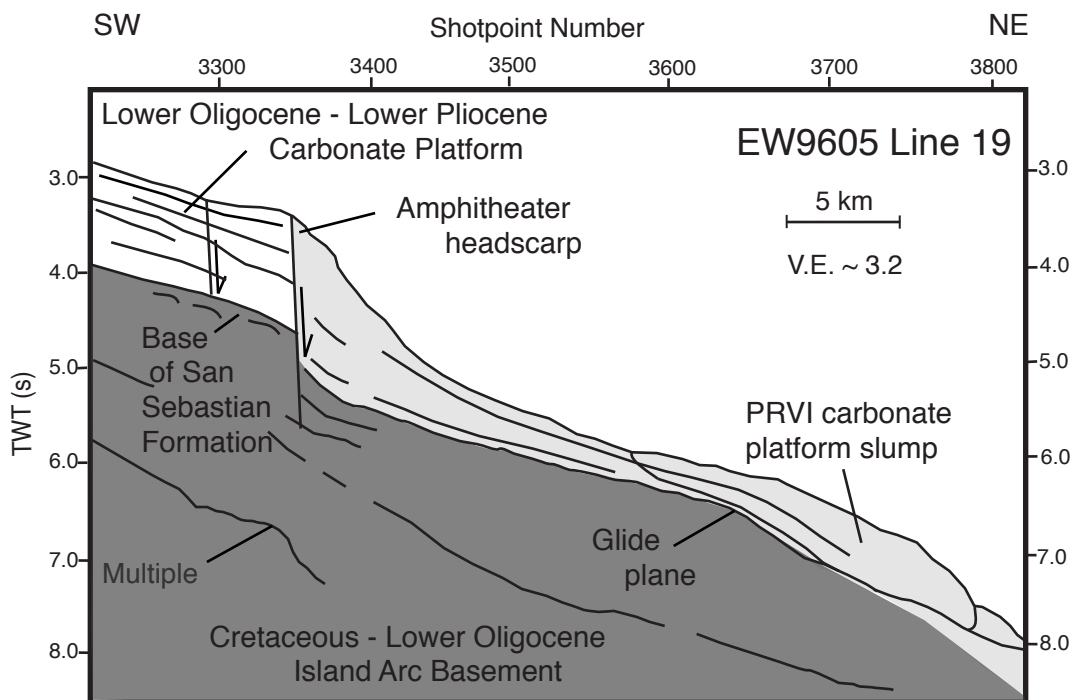 SW
Shotpoint Number
NE
3300
3400
3500
3600
3700
3800
Lower Oligocene - Lower Pliocene
Carbonate Platform
EW9605 Line 19
3.0
3.0
Amphitheater
headscarp
5 km
V.E. ~ 3.2
4.0
4.0
Base
of San
Sebastian
Formation
5.0
5.0
TWT (s)
PRVI carbonate
platform slump
6.0
6.0
Glide
plane
7.0
7.0
Multiple
Cretaceous - Lower Oligocene
Island Arc Basement
8.0
8.0